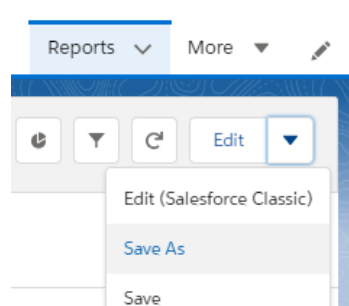 Reports More
Edit
Edit (Salesforce Classic)
Save As
Save